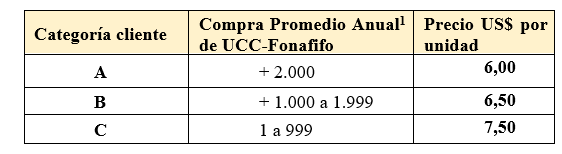 Categoría cliente
Compra Promedio Anual1
de UCC-Fonafifo
Precio US$ por
unidad
A
+ 2.000
6,00
B
+ 1.000 a 1.999
6,50
C
1 a 999
7,50